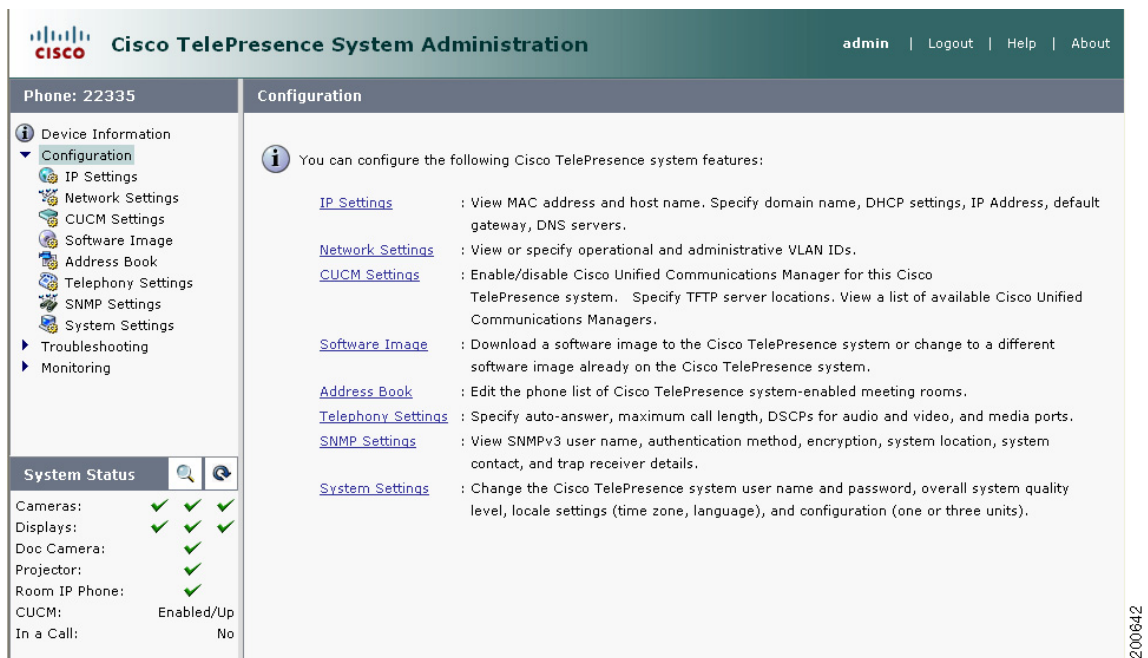 CISCO Cisco TelePresence System Administration
admin | Logout | Help | About
Phone: 22335
Device Information
Configuration
IP Settings
Network Settings
CUCM Settings
Software Image
Address Book
Telephony Settings
SNMP Settings
System Settings
Troubleshooting
Monitoring
System Status
Cameras:
Displays:
Doc Camera:
Projector:
Room IP Phone:
CUCM: Enabled/Up
In a Call: No
Configuration
You can configure the following Cisco TelePresence system features:
IP Settings : View MAC address and host name. Specify domain name, DHCP settings, IP Address, default
gateway, DNS servers.
Network Settings : View or specify operational and administrative VLAN IDs.
CUCM Settings : Enable/disable Cisco Unified Communications Manager for this Cisco
TelePresence system. Specify TFTP server locations. View a list of available Cisco Unified
Communications Managers.
Software Image : Download a software image to the Cisco TelePresence system or change to a different
software image already on the Cisco TelePresence system.
Address Book : Edit the phone list of Cisco TelePresence system-enabled meeting rooms.
Telephony Settings : Specify auto-answer, maximum call length, DSCPs for audio and video, and media ports.
SNMP Settings : View SNMPv3 user name, authentication method, encryption, system location, system
contact, and trap receiver details.
System Settings : Change the Cisco TelePresence system user name and password, overall system quality
level, locale settings (time zone, language), and configuration (one or three units).
200642